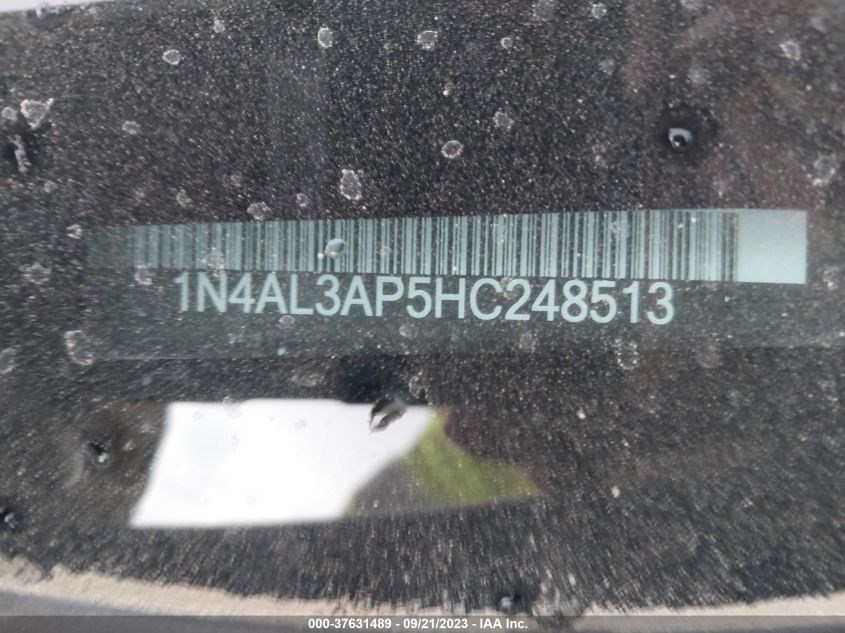 1N4AL3AP5HC248513
000-37631489 - 09/21/2023 - IAA Inc.